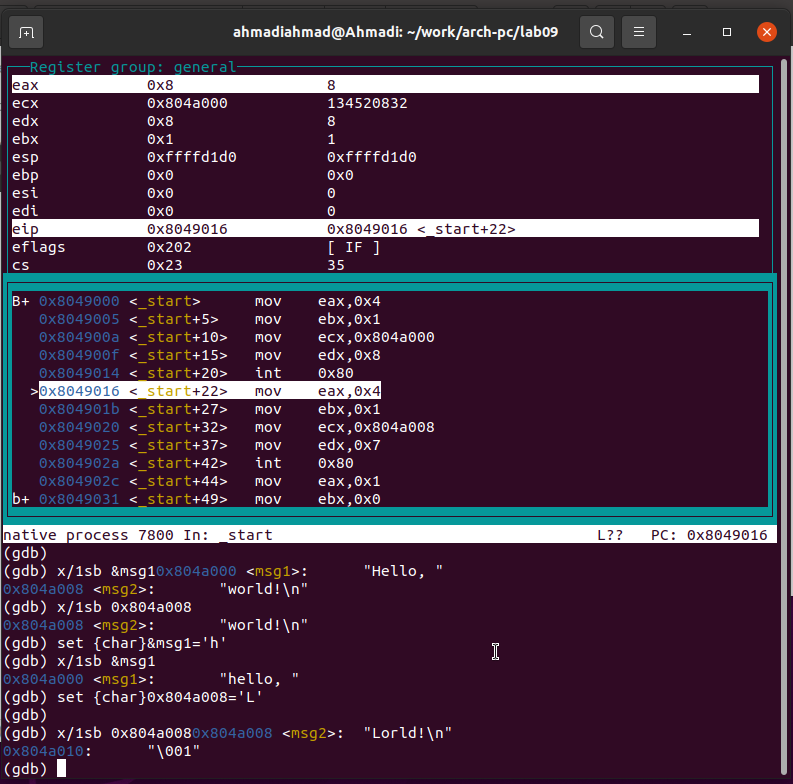 ahmadiahmad@Ahmadi: ~/work/arch-pc/lab09
Register group: general
eax 0x8 8
ecx 0x804a000 134520832
edx 0x8 8
ebx 0x1 1
esp 0xffffd1d0 0xffffd1d0
ebp 0x0 0x0
esi 0x0 0
edi 0x0 0
eip 0x8049016 0x8049016 <_start+22>
eflags 0x202 [ IF ]
cs 0x23 35
B+ 0x8049000 <_start> mov eax,0x4
0x8049005 <_start+5> mov ebx,0x1
0x804900a <_start+10> mov ecx,0x804a000
0x804900f <_start+15> mov edx,0x8
0x8049014 <_start+20> int 0x80
>0x8049016 <_start+22> mov eax,0x4
0x804901b <_start+27> mov ebx,0x1
0x8049020 <_start+32> mov ecx,0x804a008
0x8049025 <_start+37> mov edx,0x7
0x804902a <_start+42> int 0x80
0x804902c <_start+44> mov eax,0x1
b+ 0x8049031 <_start+49> mov ebx,0x0
native process 7800 In: _start L?? PC: 0x8049016
(gdb)
(gdb) x/1sb &msg10x804a000 <msg1>: "Hello, "
0x804a008 <msg2>: "world!\n"
(gdb) x/1sb 0x804a008
0x804a008 <msg2>: "world!\n"
(gdb) set {char}&msg1='h'
(gdb) x/1sb &msg1
0x804a000 <msg1>: "hello, "
(gdb) set {char}0x804a008='L'
(gdb)
(gdb) x/1sb 0x804a0080x804a008 <msg2>: "Lorld!\n"
0x804a010: "\001"
(gdb)